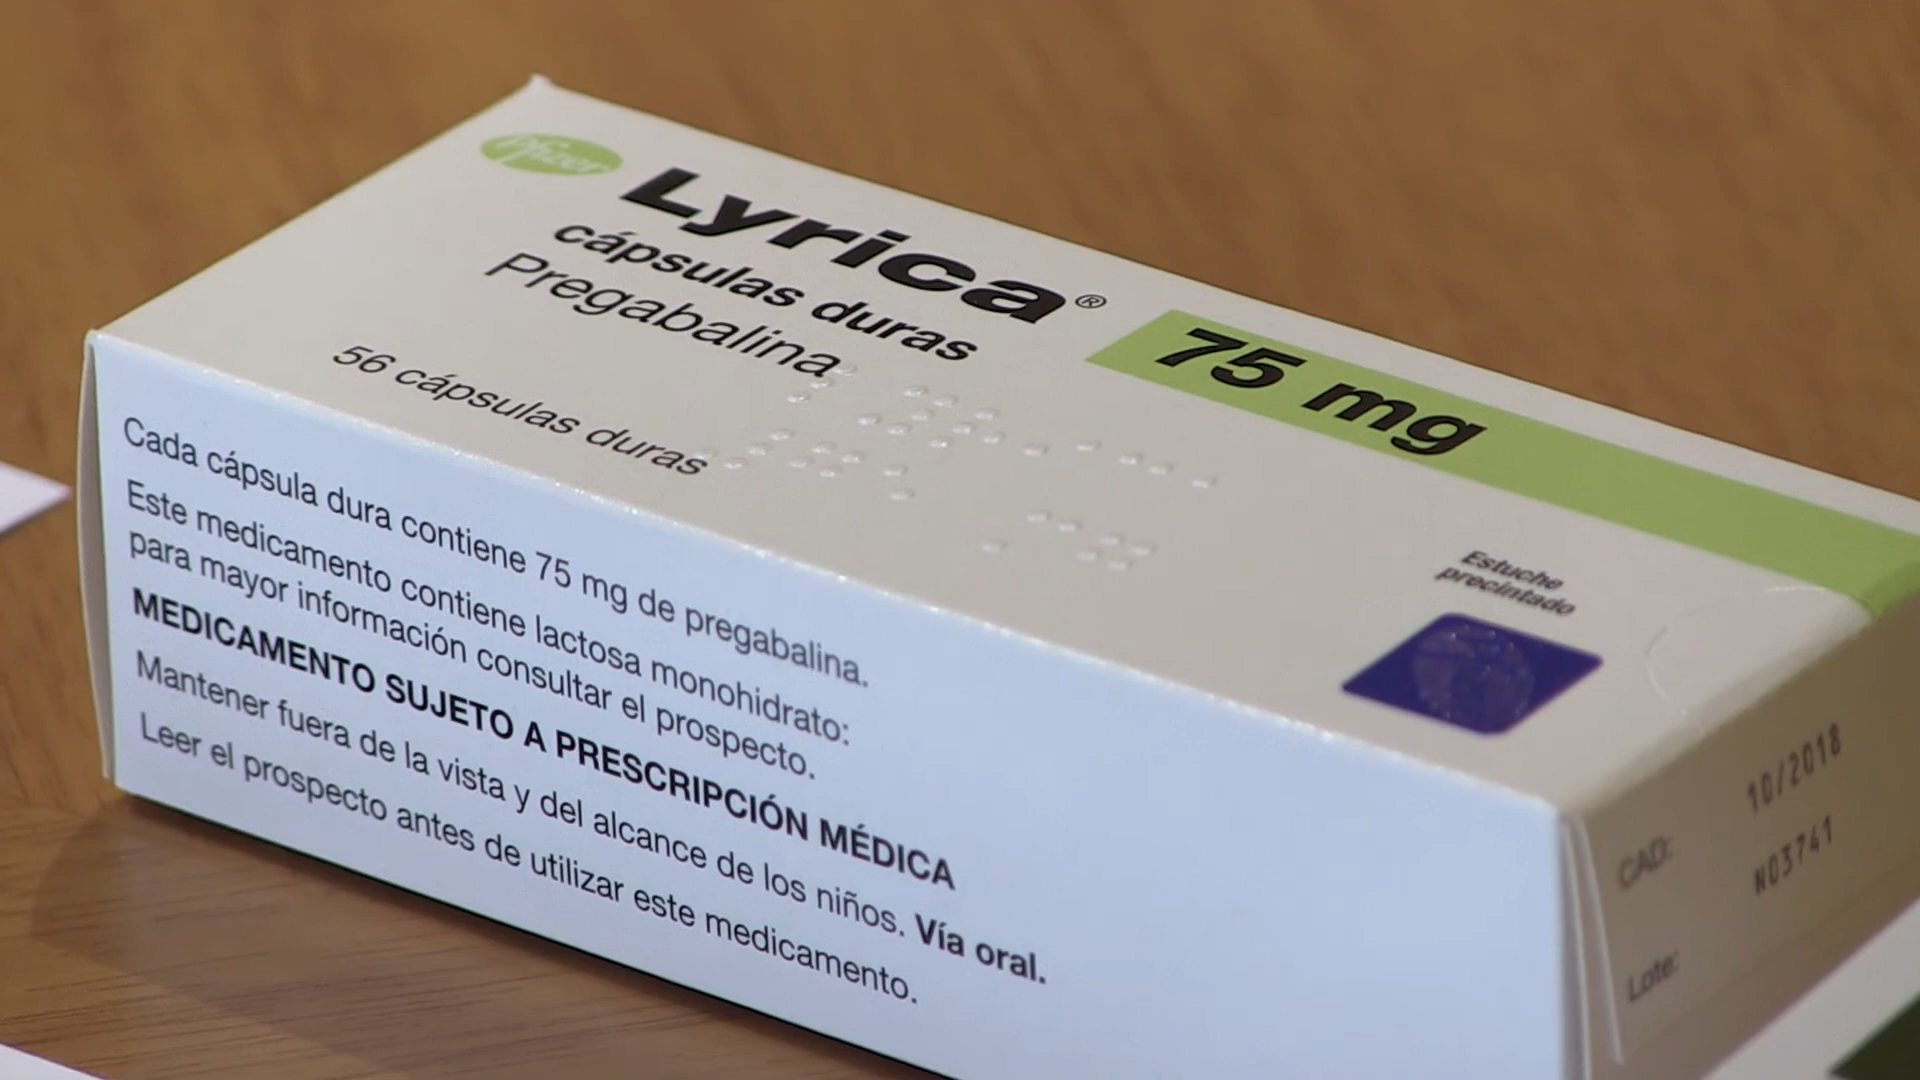 Pfizer
Lyrica®
cápsulas duras
Pregabalina
56 cápsulas duras
75 mg
Estuche
precintado
Cada cápsula dura contiene 75 mg de pregabalina.
Este medicamento contiene lactosa monohidrato:
para mayor información consultar el prospecto.
MEDICAMENTO SUJETO A PRESCRIPCIÓN MÉDICA
Mantener fuera de la vista y del alcance de los niños. Vía oral.
Leer el prospecto antes de utilizar este medicamento.
CAD: 10/2018
Lote: N03741